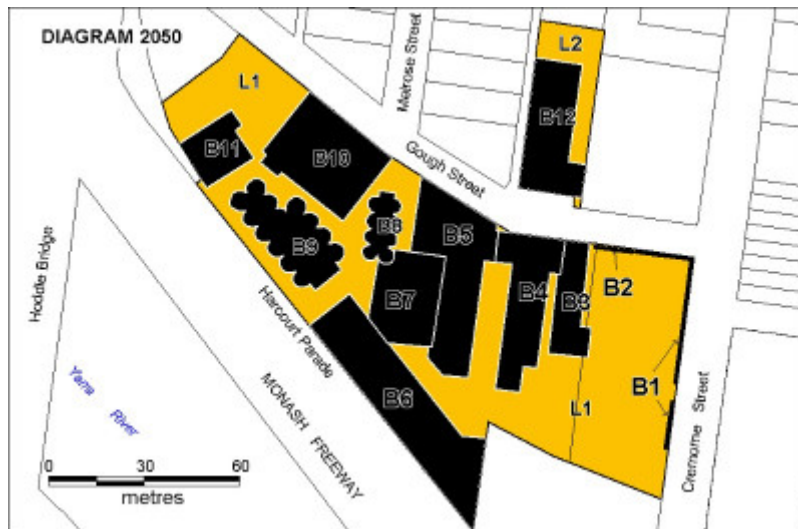 DIAGRAM 2050
L1
L2
Melrose Street
B12
B11
B10
Gough Street
B8
B5
B9
B4
B3
B2
B7
Hoddle Bridge
Harcourt Parade
B6
B1
L1
Yarra River
MONASH FREEWAY
Cremorne Street
0 30 60
metres